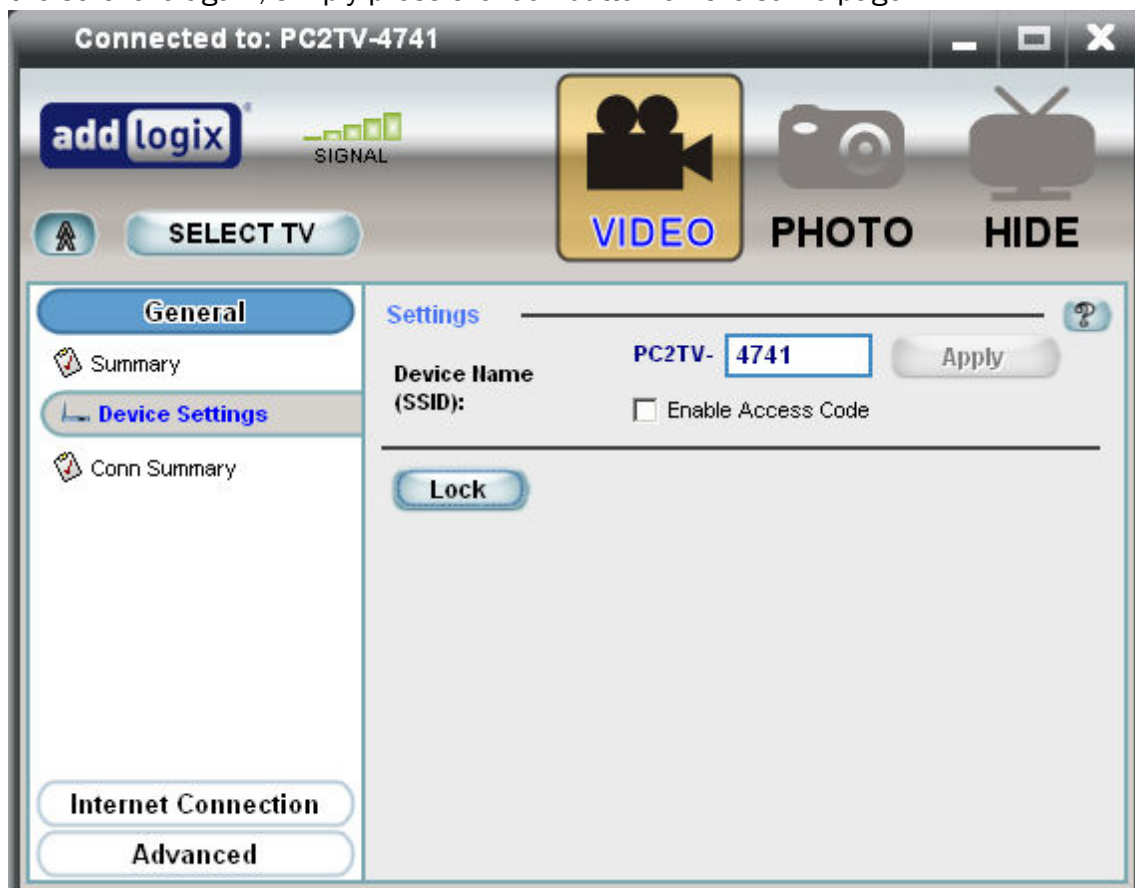 Connected to: PC2TV-4741
add logix
SIGNAL
SELECT TV
VIDEO
PHOTO
HIDE
General
Summary
Device Settings
Conn Summary
Internet Connection
Advanced
Settings
?
Device Name
(SSID):
PC2TV- 4741
Apply
Enable Access Code
Lock